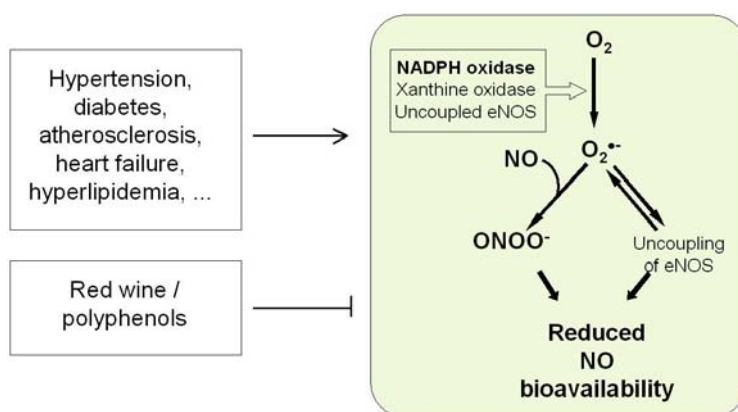 Hypertension,
diabetes,
atherosclerosis,
heart failure,
hyperlipidemia, ...
Red wine /
polyphenols
O₂
NADPH oxidase
Xanthine oxidase
Uncoupled eNOS
O₂•-
NO
ONOO-
Uncoupling
of eNOS
Reduced
NO
bioavailability